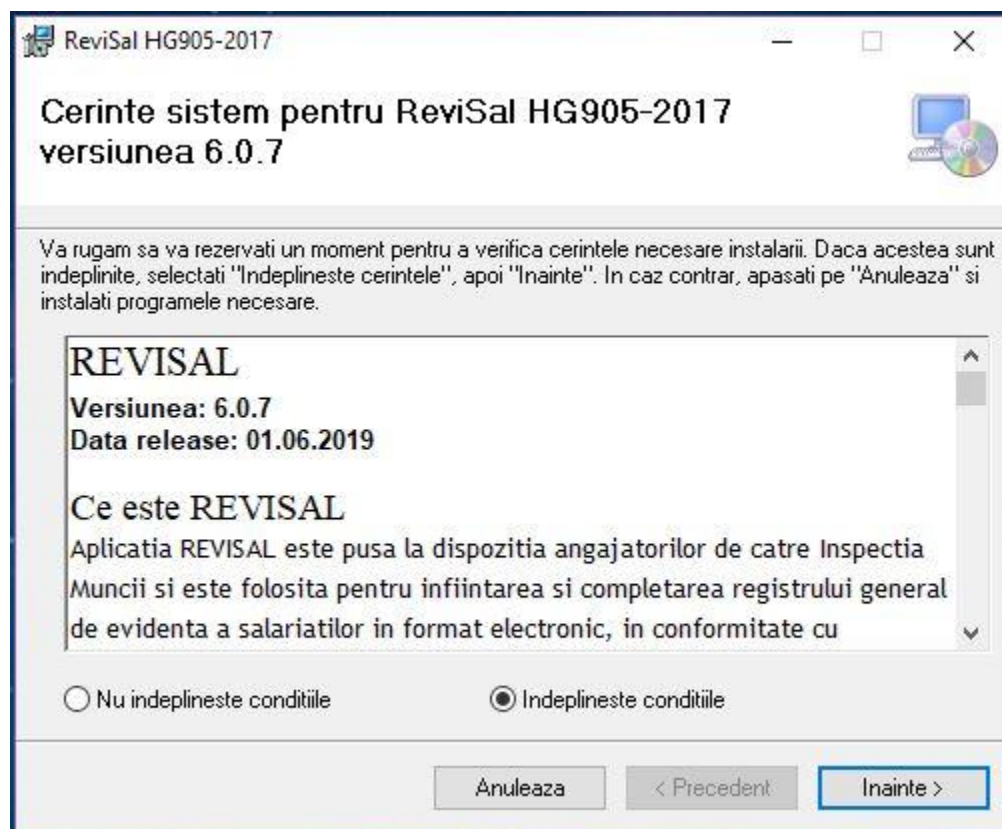 ReviSal HG905-2017
Cerinte sistem pentru ReviSal HG905-2017
versiunea 6.0.7
Va rugam sa va rezervati un moment pentru a verifica cerintele necesare instalarii. Daca acestea sunt
indeplinite, selectati "Indeplineste cerintele", apoi "Inainte". In caz contrar, apasati pe "Anuleaza" si
instalati programele necesare.
REVISAL
Versiunea: 6.0.7
Data release: 01.06.2019
Ce este REVISAL
Aplicatia REVISAL este pusa la dispozitia angajatorilor de catre Inspectia
Muncii si este folosita pentru infiintarea si completarea registrului general
de evidenta a salariatilor in format electronic, in conformitate cu
Nu indeplineste conditiile Indeplineste conditiile
Anuleaza < Precedent Inainte >